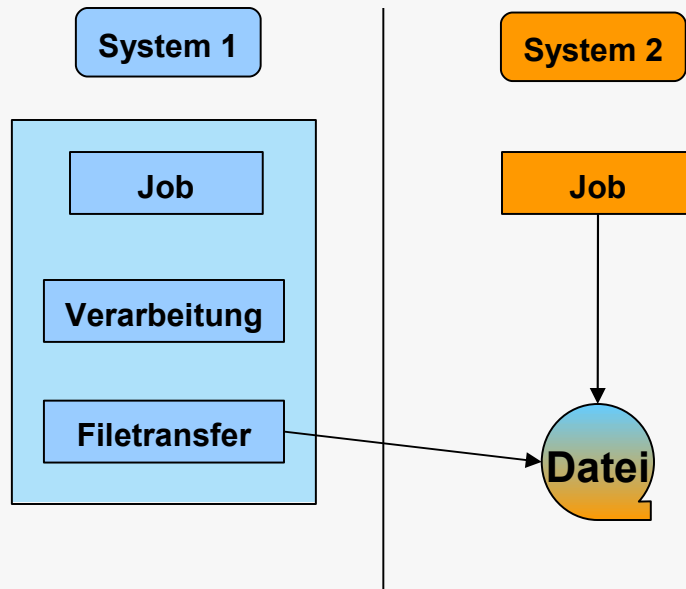 System 1
System 2
Job
Job
Verarbeitung
Filetransfer
Datei